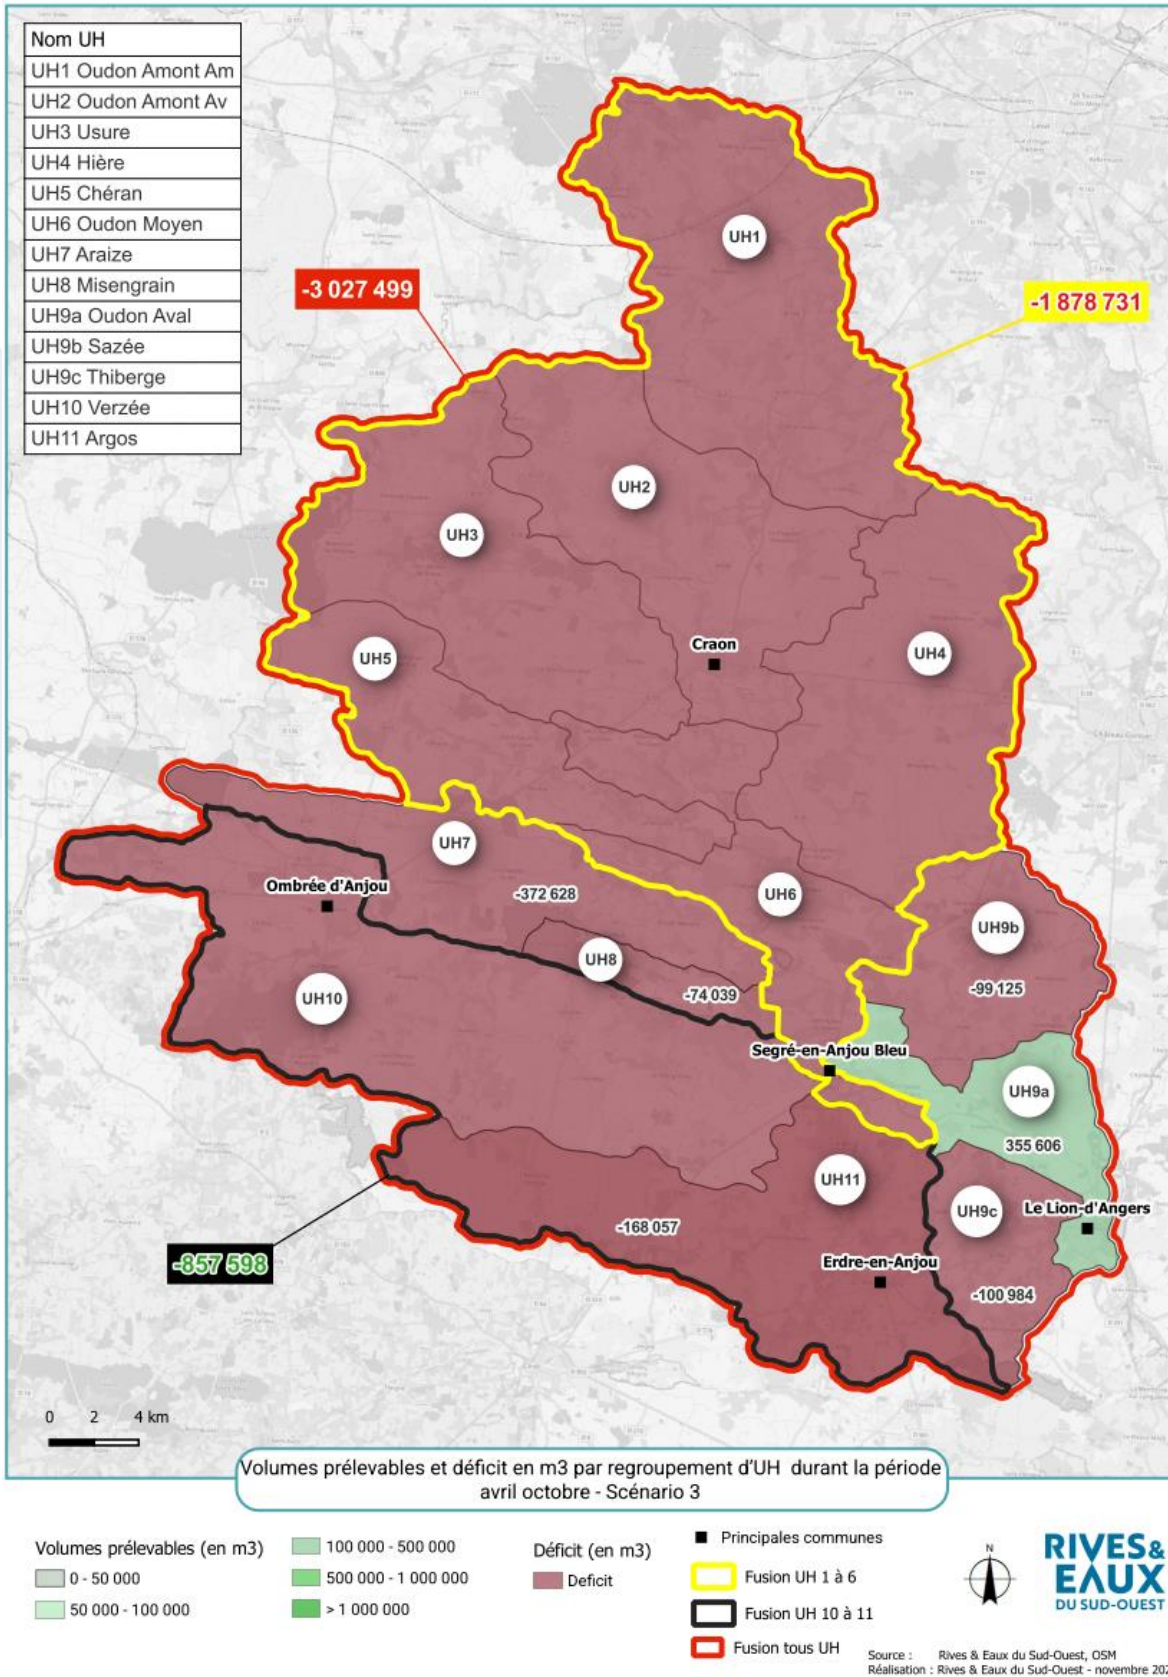 Nom UH
UH1 Oudon Amont Am
UH2 Oudon Amont Av
UH3 Usure
UH4 Hière
UH5 Chéran
UH6 Oudon Moyen
UH7 Araize
UH8 Misengrain
UH9a Oudon Aval
UH9b Sazée
UH9c Thiberge
UH10 Verzée
UH11 Argos
UH1
-3 027 499
-1 878 731
UH2
UH3
Craon
UH4
UH5
UH7
Ombrée d'Anjou
-372 628
UH6
UH9b
UH8
-74 039
-99 125
UH10
Segré-en-Anjou Bleu
UH9a
355 606
UH11
UH9c
Le Lion-d'Angers
-168 057
-857 598
Erdre-en-Anjou
-100 984
0 2 4 km
Volumes prélevables et déficit en m3 par regroupement d'UH durant la période
avril octobre - Scénario 3
Volumes prélevables (en m3)
0 - 50 000
50 000 - 100 000
100 000 - 500 000
500 000 - 1 000 000
> 1 000 000
Déficit (en m3)
Deficit
Principales communes
Fusion UH 1 à 6
Fusion UH 10 à 11
Fusion tous UH
N
RIVES&
EAUX
DU SUD-OUEST
Source : Rives & Eaux du Sud-Ouest, OSM
Réalisation : Rives & Eaux du Sud-Ouest - novembre